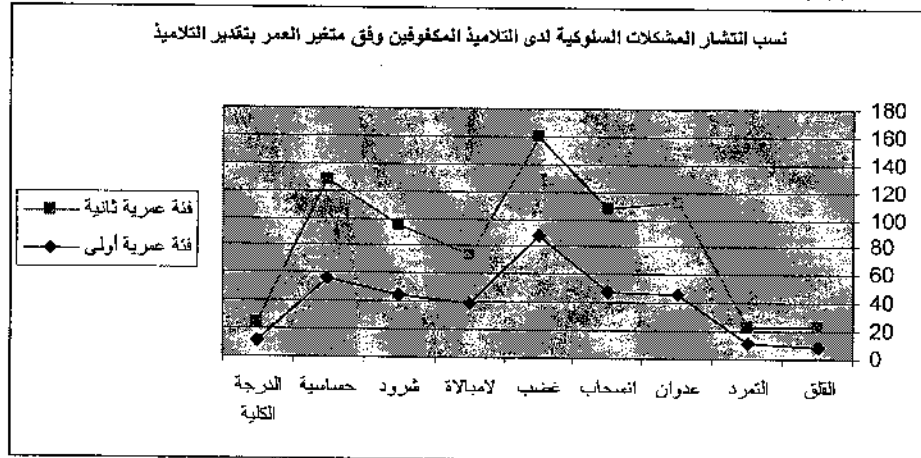 نسب انتشار المشكلات السلوكية لدى التلاميذ المكفوفين وفق متغير العمر بتقدير التلاميذ
180
160
140
120
100
80
60
40
20
0
القلق
التمرد
عدوان
انسحاب
غضب
لامبالاة
شرود
حساسية
الدرجة
الكلية
فئة عمرية ثانية
فئة عمرية أولى